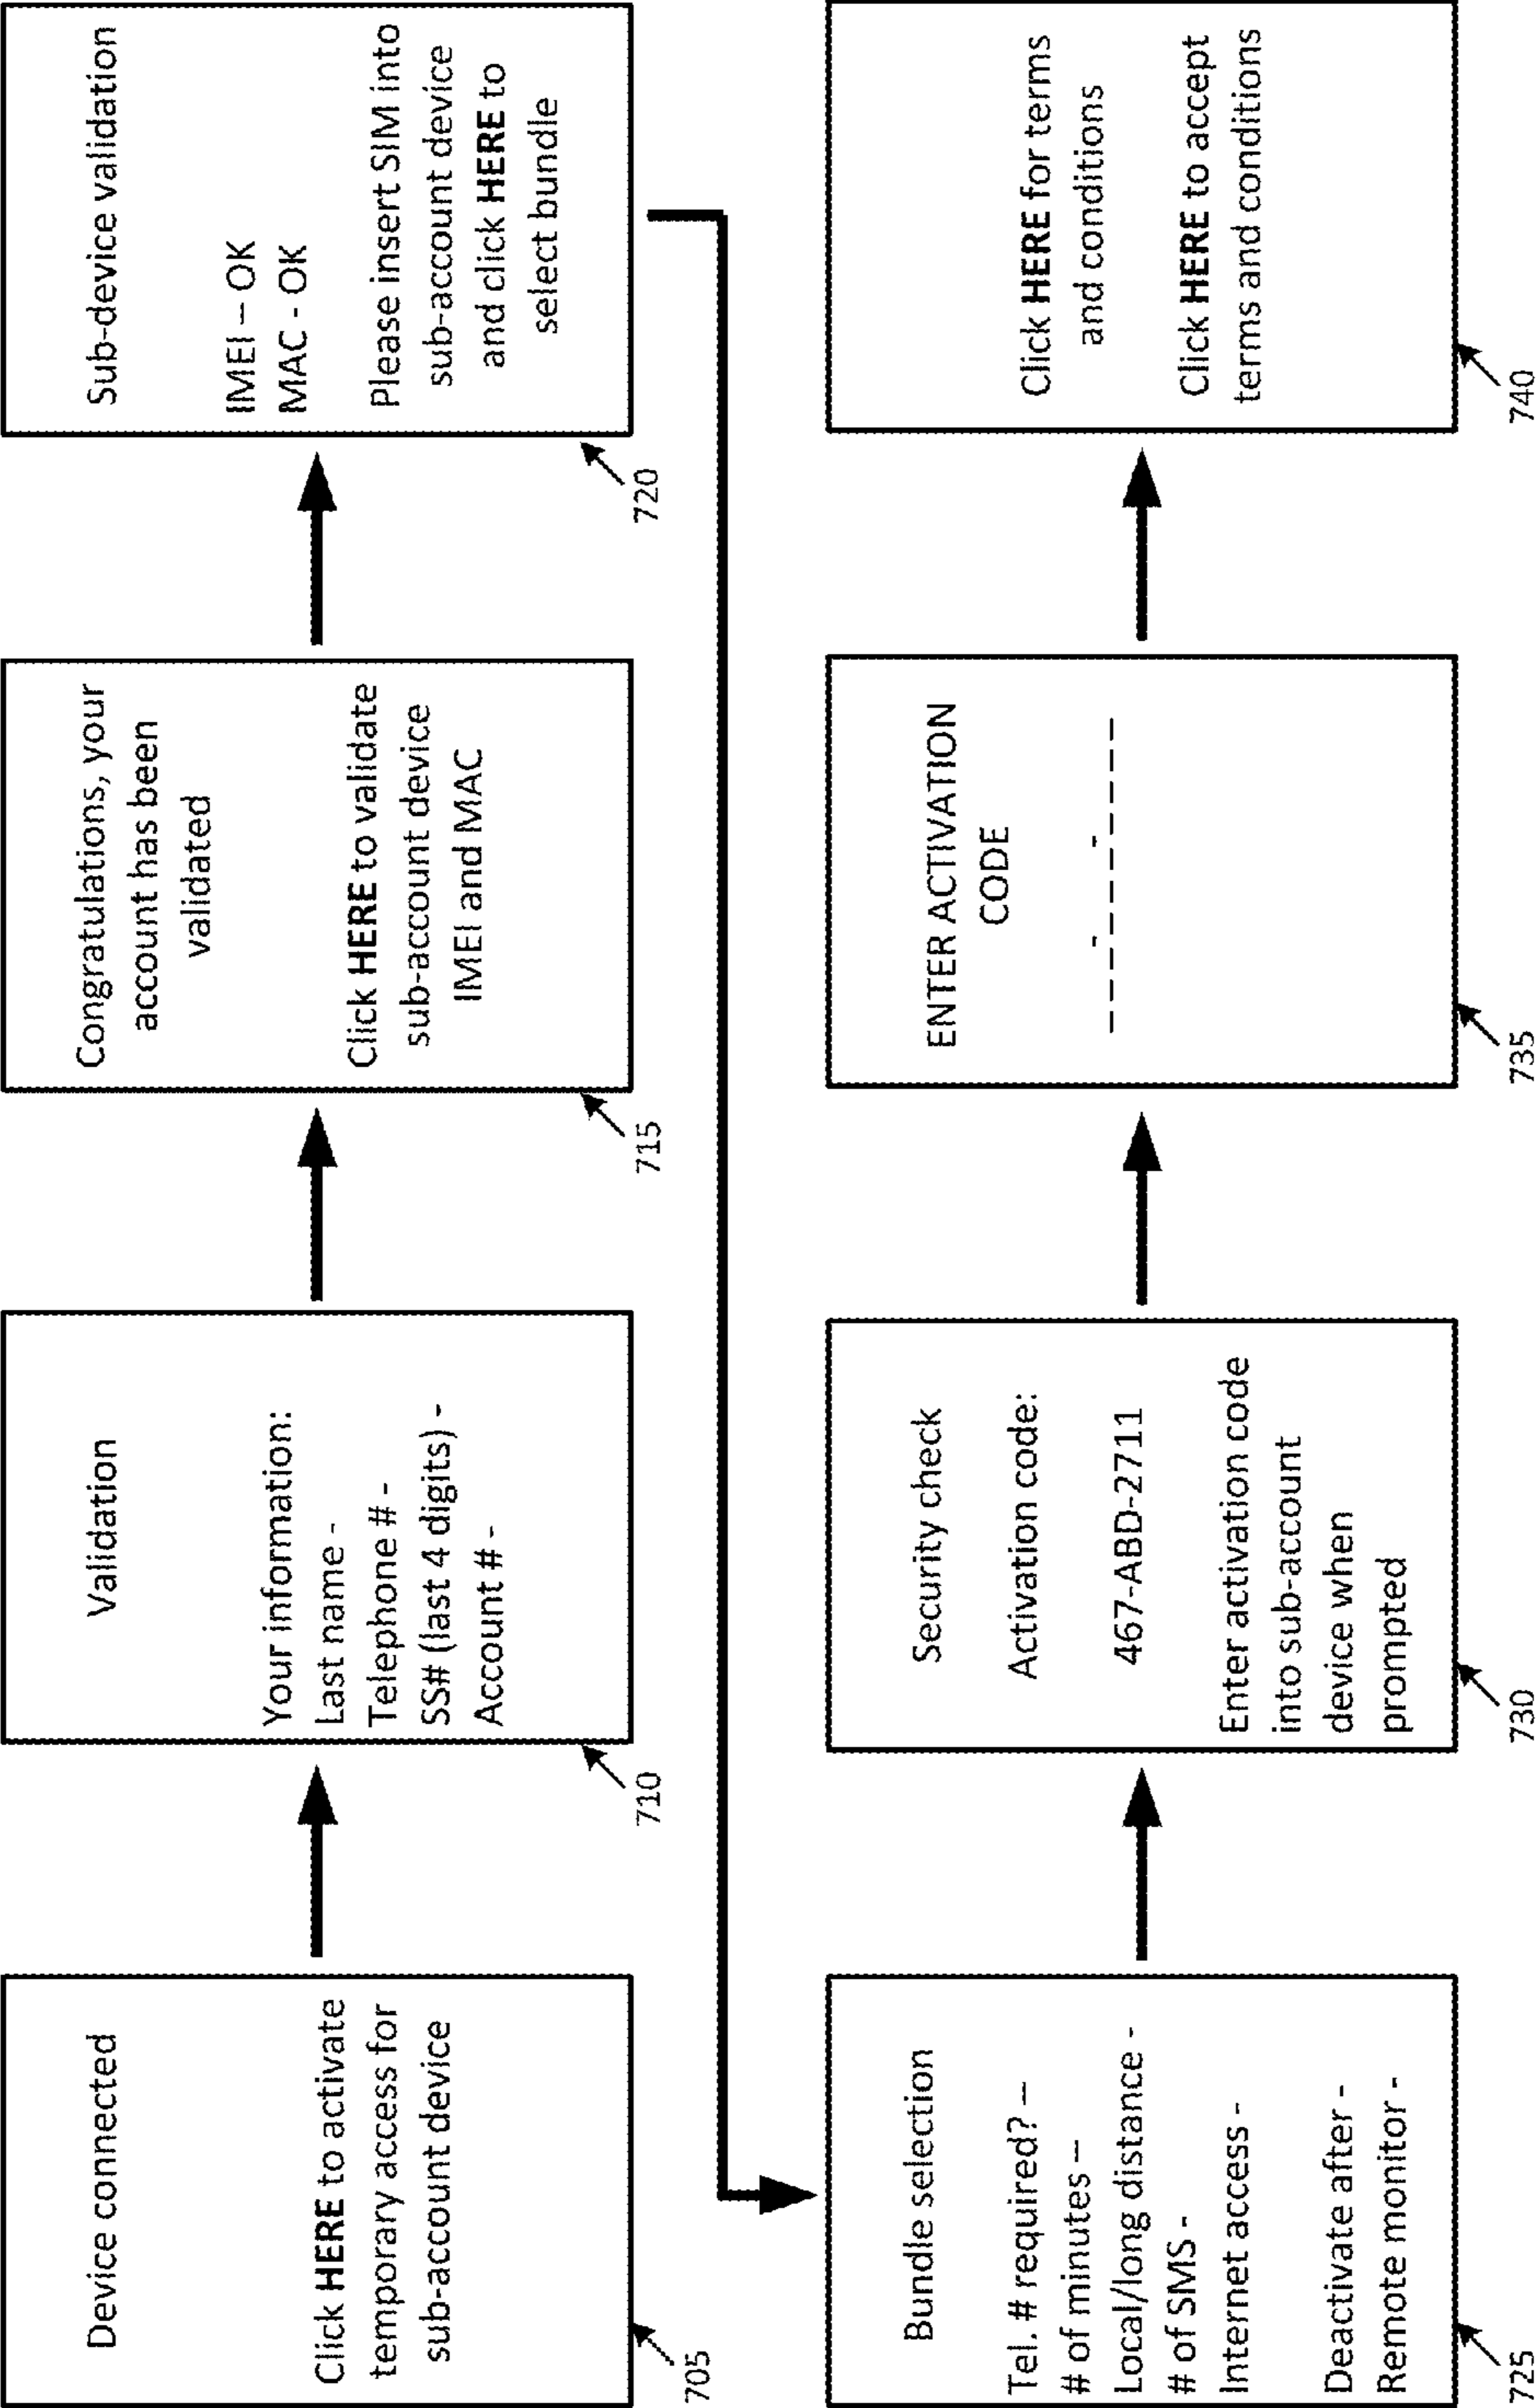 Device connected
Click HERE to activate
temporary access for
sub-account device
705
Validation
Your information:
Last name -
Telephone # -
SS# (last 4 digits) -
Account # -
710
Congratulations, your
account has been
validated
Click HERE to validate
sub-account device
IMEI and MAC
715
Sub-device validation
IMEI – OK
MAC - OK
Please insert SIM into
sub-account device
and click HERE to
select bundle
720
Bundle selection
Tel. # required? –
# of minutes –
Local/long distance -
# of SMS -
Internet access -
Deactivate after -
Remote monitor -
725
Security check
Activation code:
467-ABD-2711
Enter activation code
into sub-account
device when
prompted
730
ENTER ACTIVATION
CODE
_ _ _-_ _ _-_ _ _ _
735
Click HERE for terms
and conditions
Click HERE to accept
terms and conditions
740